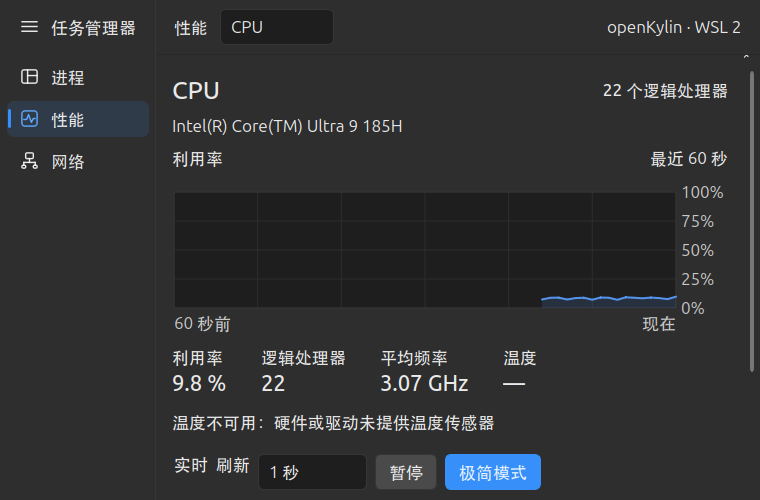 任务管理器
性能 CPU openKylin · WSL 2
进程
性能
网络
CPU 22 个逻辑处理器
Intel(R) Core(TM) Ultra 9 185H
利用率 最近 60 秒
100%
75%
50%
25%
0%
60 秒前 现在
利用率 逻辑处理器 平均频率 温度
9.8 % 22 3.07 GHz —
温度不可用：硬件或驱动未提供温度传感器
实时 刷新 1 秒 暂停 极简模式